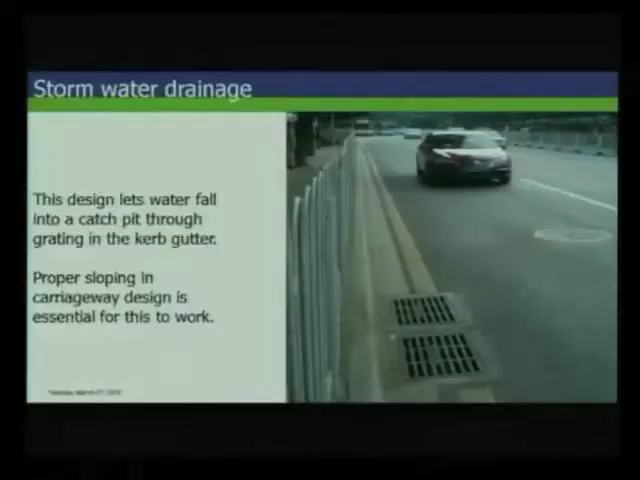 Storm water drainage
This design lets water fall
into a catch pit through
grating in the kerb gutter.
Proper sloping in
carriageway design is
essential for this to work.